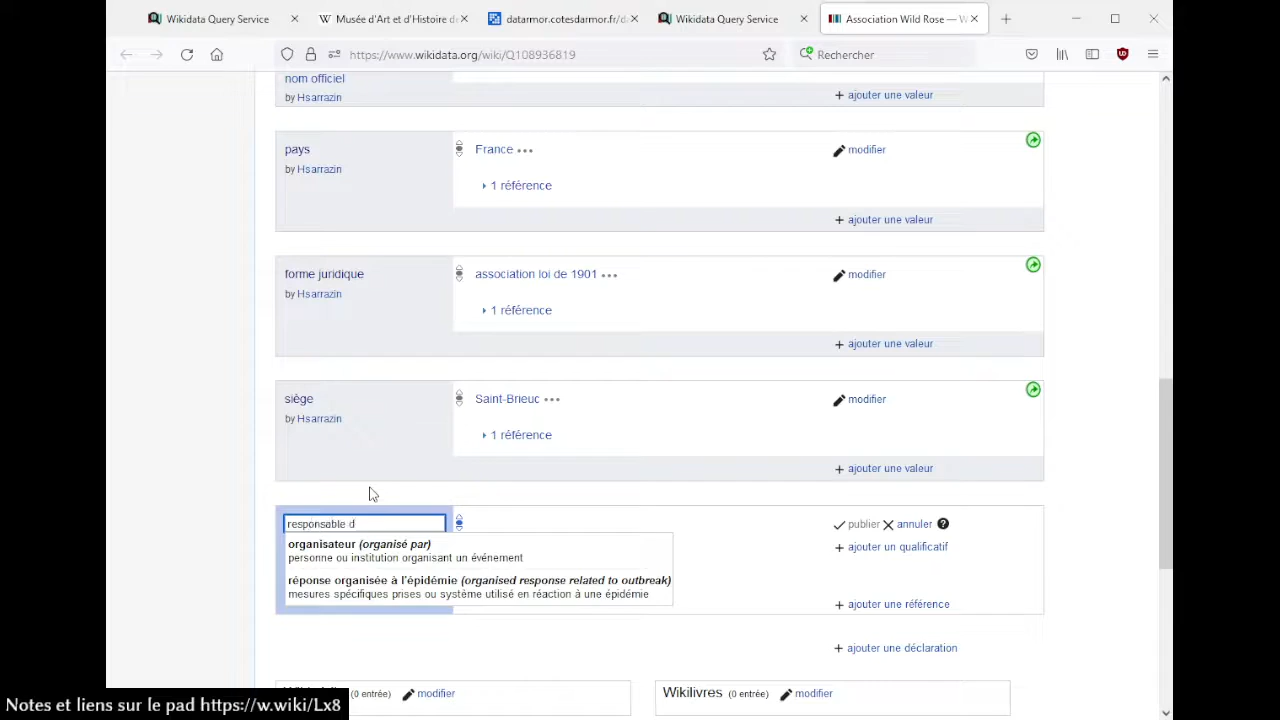 Wikidata Query Service
Musée d'Art et d'Histoire de
datarmor.cotesdarmor.fr/da
Wikidata Query Service
Association Wild Rose — W
https://www.wikidata.org/wiki/Q108936819
Rechercher
nom officiel
by Hsarrazin
+ ajouter une valeur
pays
by Hsarrazin
France
modifier
1 référence
+ ajouter une valeur
forme juridique
by Hsarrazin
association loi de 1901
modifier
1 référence
+ ajouter une valeur
siège
by Hsarrazin
Saint-Brieuc
modifier
1 référence
+ ajouter une valeur
responsable d
publier annuler
organisateur (organisé par)
personne ou institution organisant un événement
+ ajouter un qualificatif
réponse organisée à l'épidémie (organised response related to outbreak)
mesures spécifiques prises ou système utilisé en réaction à une épidémie
+ ajouter une référence
+ ajouter une déclaration
(0 entrée) modifier
Wikilivres (0 entrée) modifier
Notes et liens sur le pad https://w.wiki/Lx8